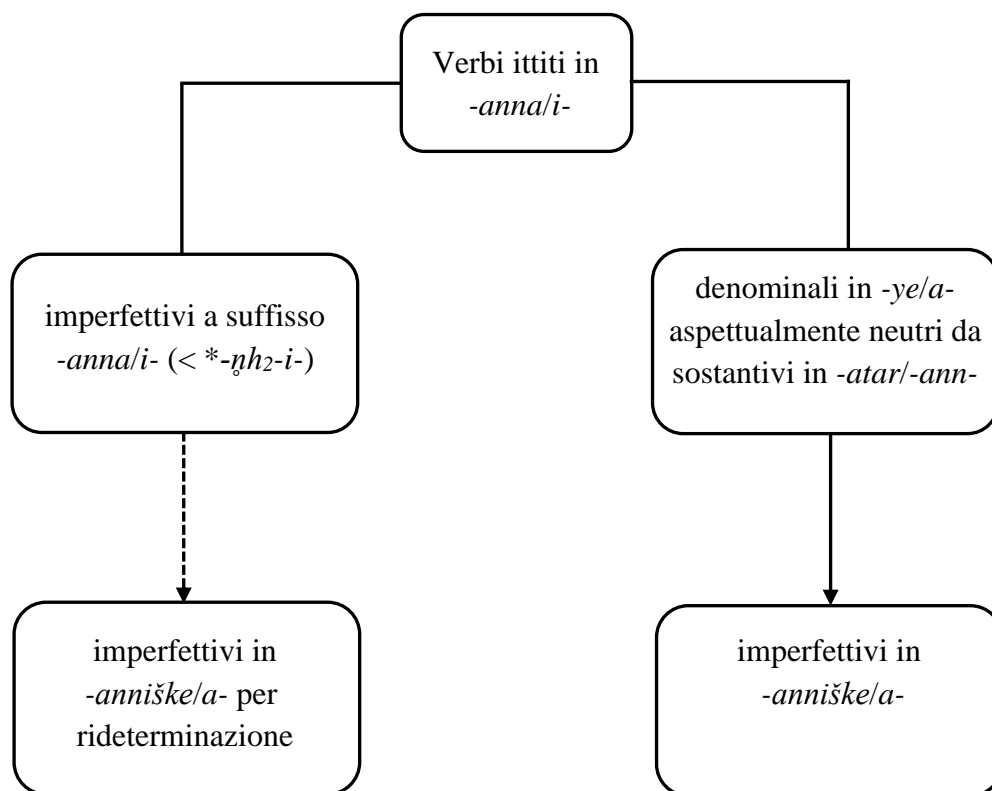 Verbi ittiti in
-anna/i-
imperfettivi a suffisso
-anna/i- (< *-n̥h₂-i-)
denominali in -ye/a-
aspettualmente neutri da
sostantivi in -atar/-ann-
imperfettivi in
-anniške/a- per
rideterminazione
imperfettivi in
-anniške/a-